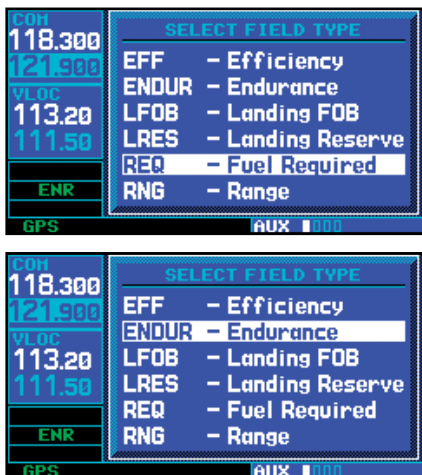 COM
118.300
121.900
VLOC
113.20
111.50
ENR
GPS
SELECT FIELD TYPE
EFF – Efficiency
ENDUR – Endurance
LFOB – Landing FOB
LRES – Landing Reserve
REQ – Fuel Required
RNG – Range
AUX
COM
118.300
121.900
VLOC
113.20
111.50
ENR
GPS
SELECT FIELD TYPE
EFF – Efficiency
ENDUR – Endurance
LFOB – Landing FOB
LRES – Landing Reserve
REQ – Fuel Required
RNG – Range
AUX